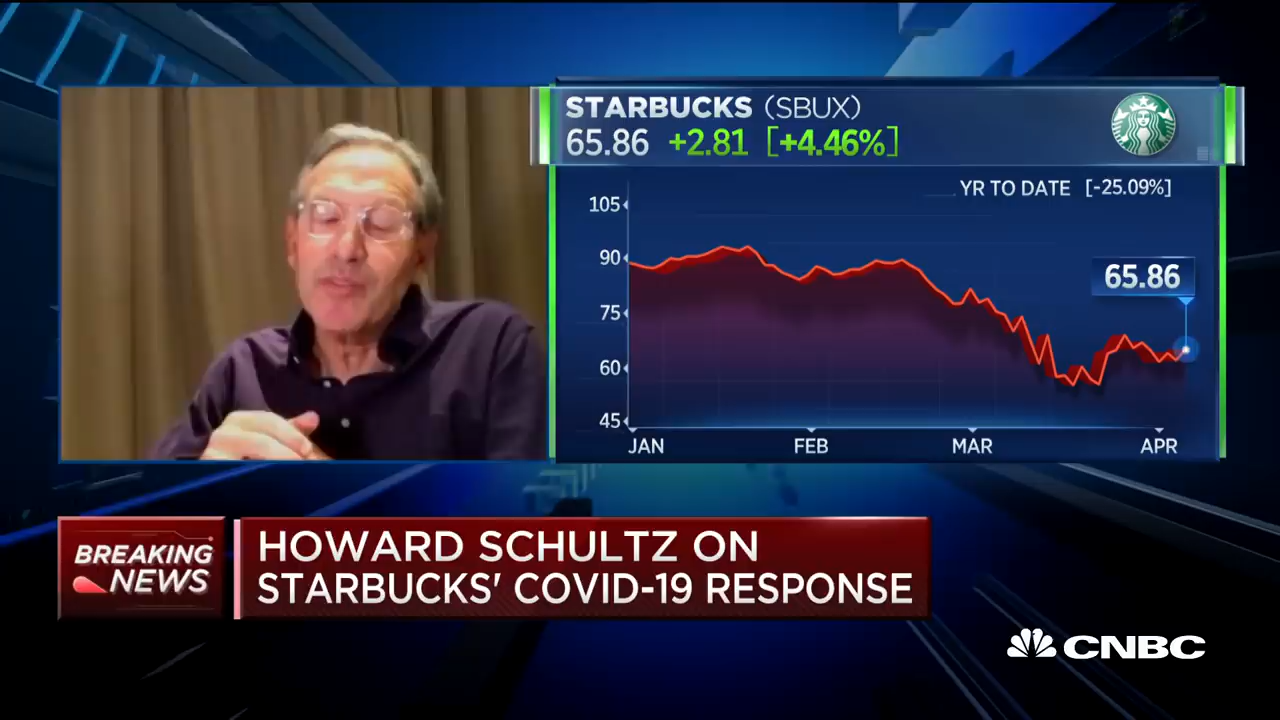 STARBUCKS (SBUX)
65.86 +2.81 [+4.46%]
YR TO DATE [-25.09%]
105
90
75
60
45
65.86
JAN FEB MAR APR
BREAKING
NEWS
HOWARD SCHULTZ ON
STARBUCKS' COVID-19 RESPONSE
CNBC